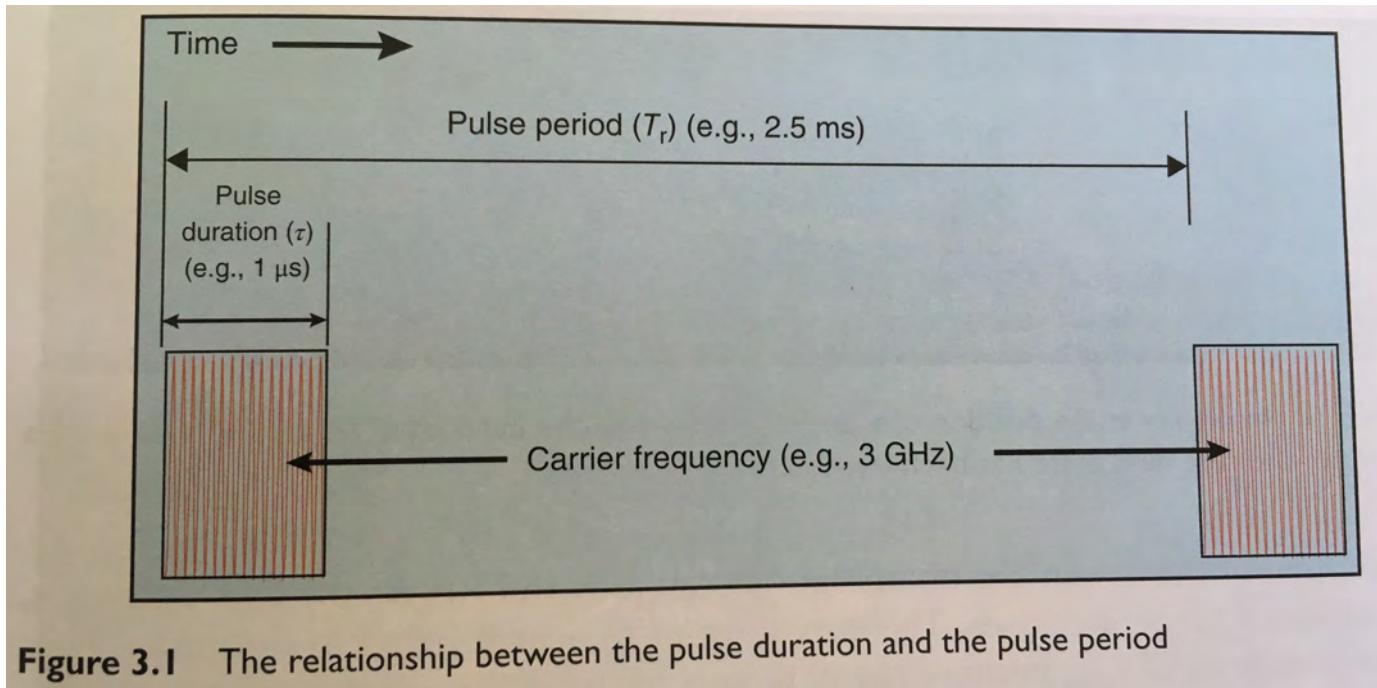 Time
Pulse period (Tr) (e.g., 2.5 ms)
Pulse
duration (τ)
(e.g., 1 μs)
Carrier frequency (e.g., 3 GHz)
Figure 3.1 The relationship between the pulse duration and the pulse period